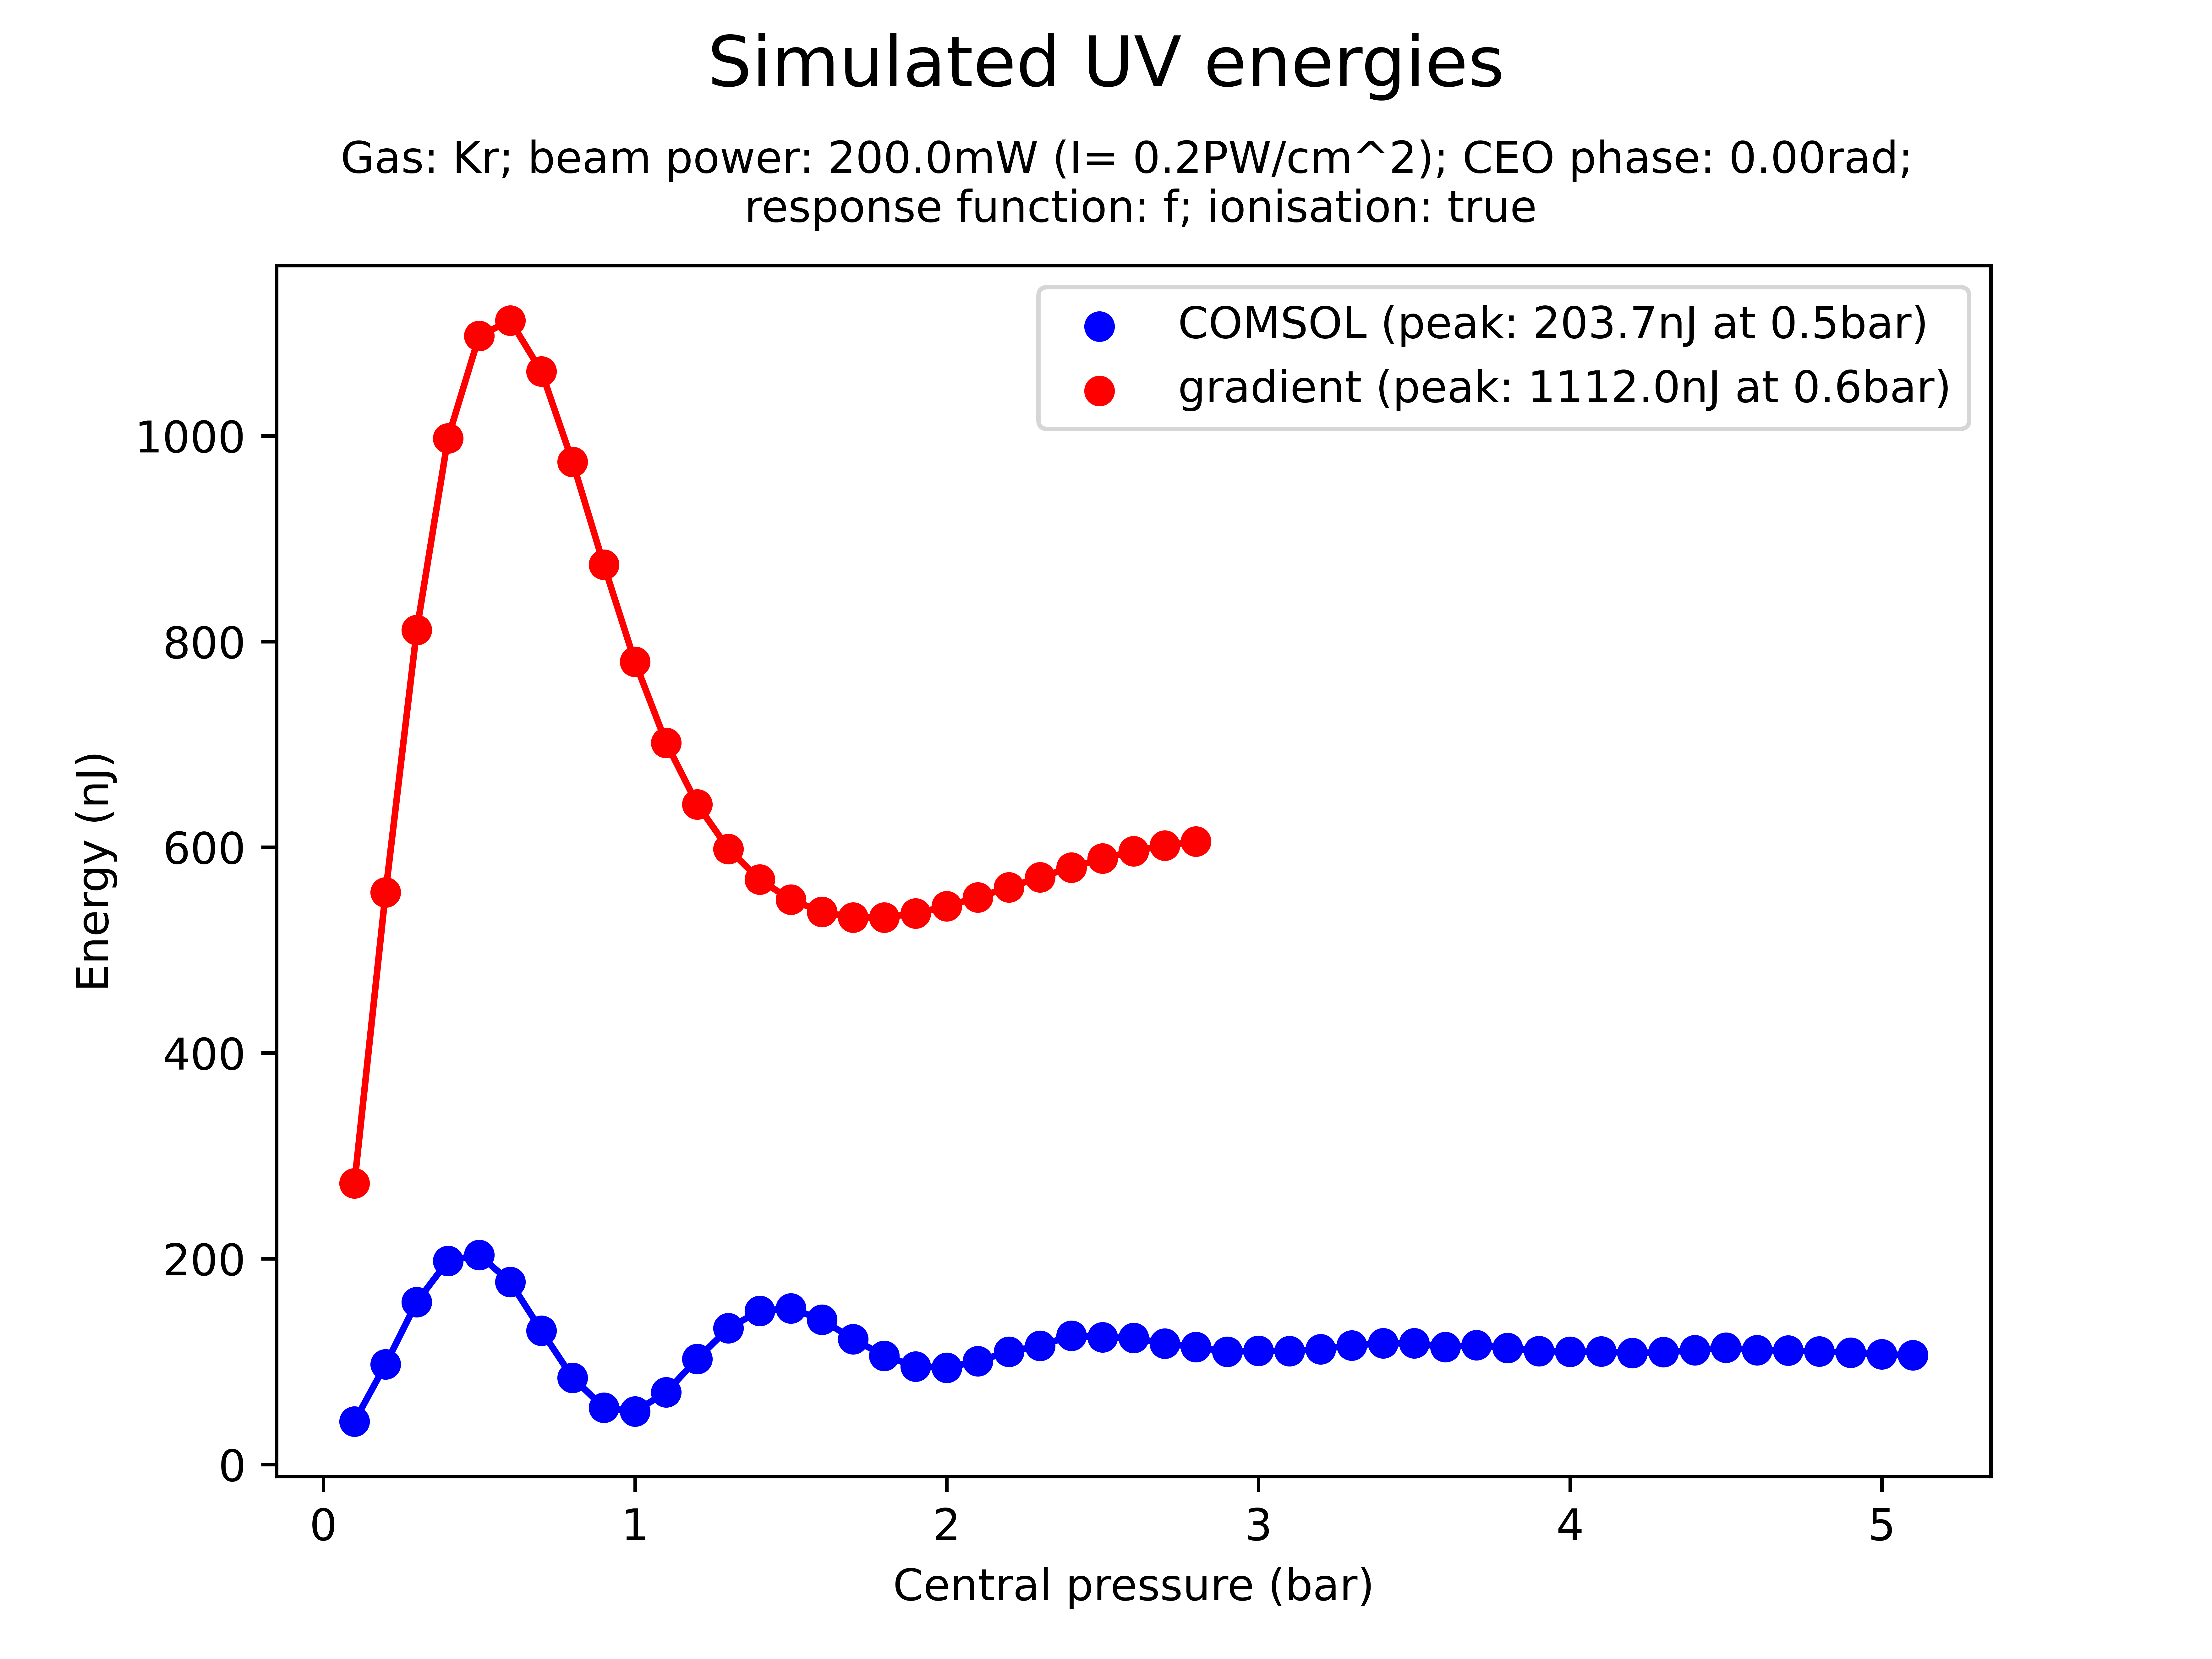 Simulated UV energies
Gas: Kr; beam power: 200.0mW (I= 0.2PW/cm^2); CEO phase: 0.00rad;
response function: f; ionisation: true
COMSOL (peak: 203.7nJ at 0.5bar)
gradient (peak: 1112.0nJ at 0.6bar)
Energy (nJ)
1000
800
600
400
200
0
0 1 2 3 4 5
Central pressure (bar)